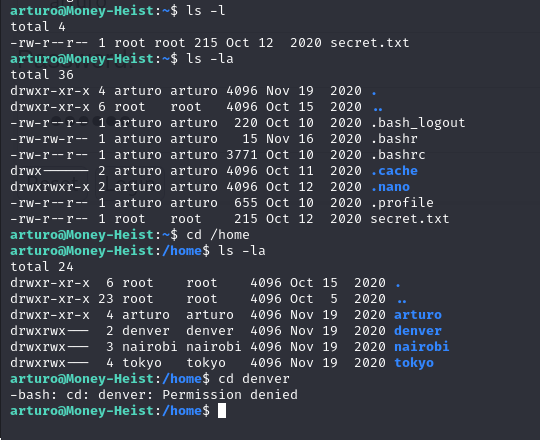 arturo@Money-Heist:~$ ls -l
total 4
-rw-r--r-- 1 root root 215 Oct 12  2020 secret.txt
arturo@Money-Heist:~$ ls -la
total 36
drwxr-xr-x 4 arturo arturo 4096 Nov 19  2020 .
drwxr-xr-x 6 root   root   4096 Oct 15  2020 ..
-rw-r--r-- 1 arturo arturo  220 Oct 10  2020 .bash_logout
-rw-rw-r-- 1 arturo arturo   15 Nov 16  2020 .bashr
-rw-r--r-- 1 arturo arturo 3771 Oct 10  2020 .bashrc
drwx------ 2 arturo arturo 4096 Oct 11  2020 .cache
drwxrwxr-x 2 arturo arturo 4096 Oct 12  2020 .nano
-rw-r--r-- 1 arturo arturo  655 Oct 10  2020 .profile
-rw-r--r-- 1 root   root    215 Oct 12  2020 secret.txt
arturo@Money-Heist:~$ cd /home
arturo@Money-Heist:/home$ ls -la
total 24
drwxr-xr-x  6 root    root    4096 Oct 15  2020 .
drwxr-xr-x 23 root    root    4096 Oct  5  2020 ..
drwxr-xr-x  4 arturo  arturo  4096 Nov 19  2020 arturo
drwxrwx---  2 denver  denver  4096 Nov 19  2020 denver
drwxrwx---  3 nairobi nairobi 4096 Nov 19  2020 nairobi
drwxrwx---  4 tokyo   tokyo   4096 Nov 19  2020 tokyo
arturo@Money-Heist:/home$ cd denver
-bash: cd: denver: Permission denied
arturo@Money-Heist:/home$